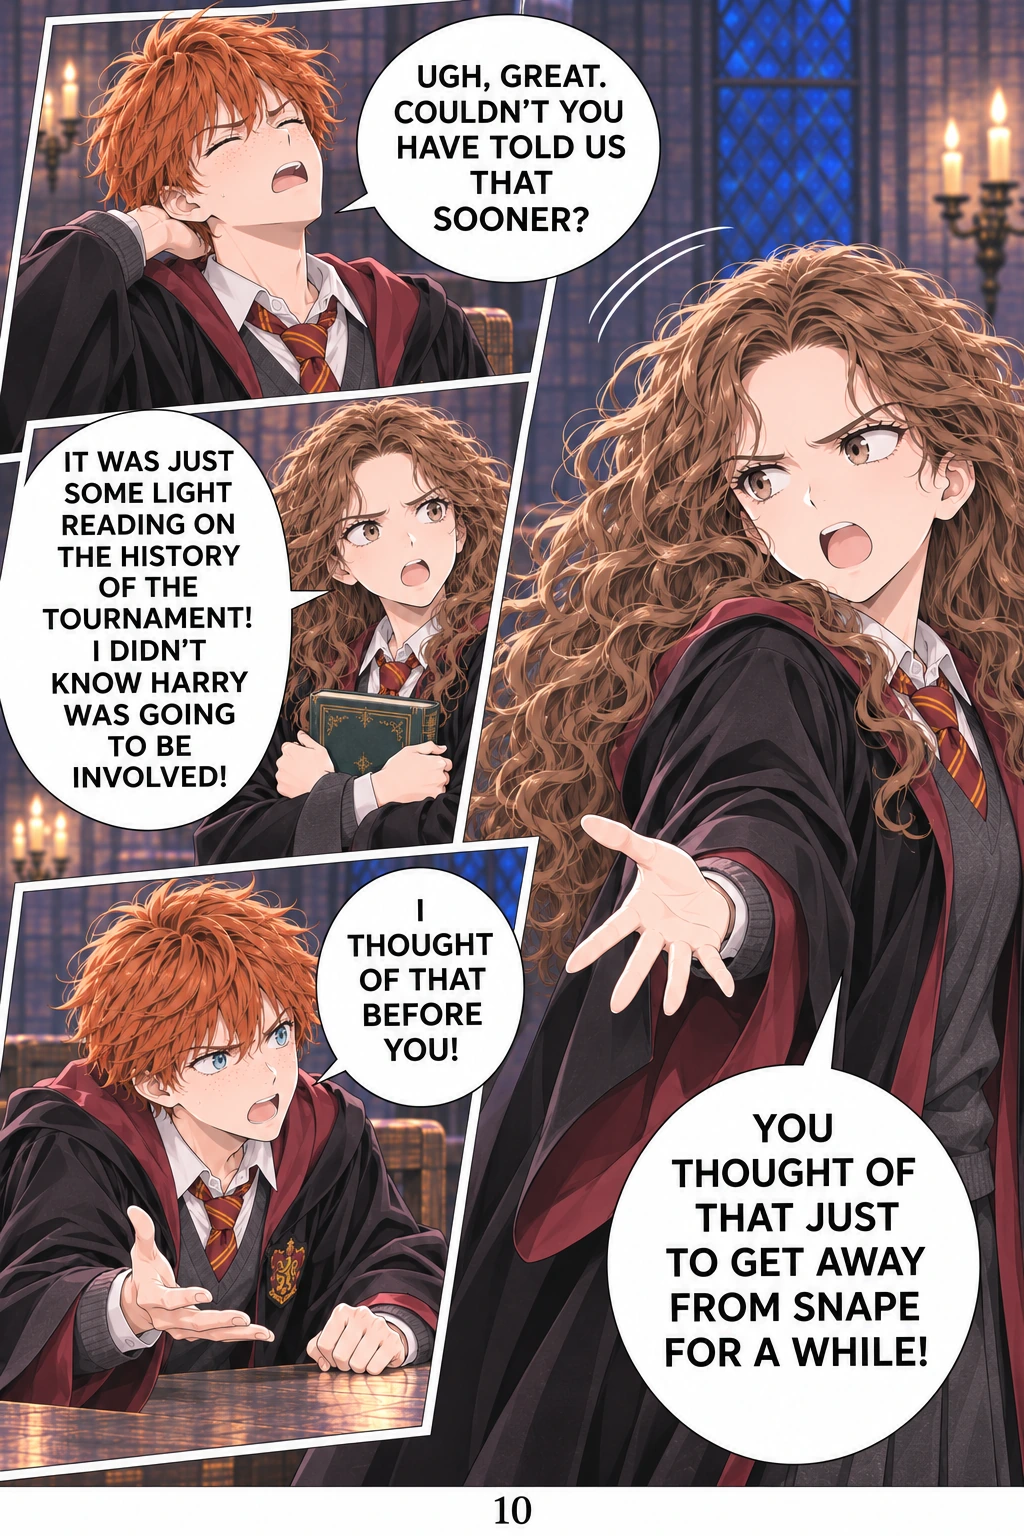 UGH, GREAT.
COULDN'T YOU
HAVE TOLD US
THAT
SOONER?
IT WAS JUST
SOME LIGHT
READING ON
THE HISTORY
OF THE
TOURNAMENT!
I DIDN'T
KNOW HARRY
WAS GOING
TO BE
INVOLVED!
I
THOUGHT
OF THAT
BEFORE
YOU!
YOU
THOUGHT OF
THAT JUST
TO GET AWAY
FROM SNAPE
FOR A WHILE!
10